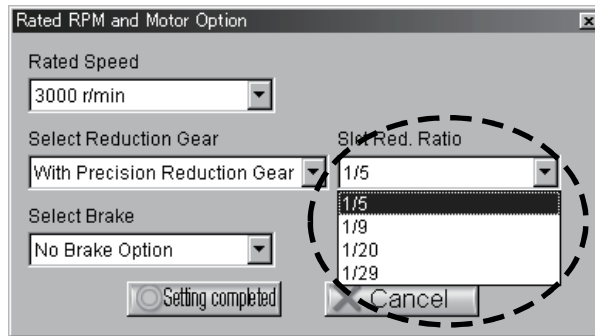 Rated RPM and Motor Option
Rated Speed
3000 r/min
Select Reduction Gear
Slct Red. Ratio
With Precision Reduction Gear
1/5
1/5
1/9
1/20
1/29
Select Brake
No Brake Option
Setting completed
Cancel